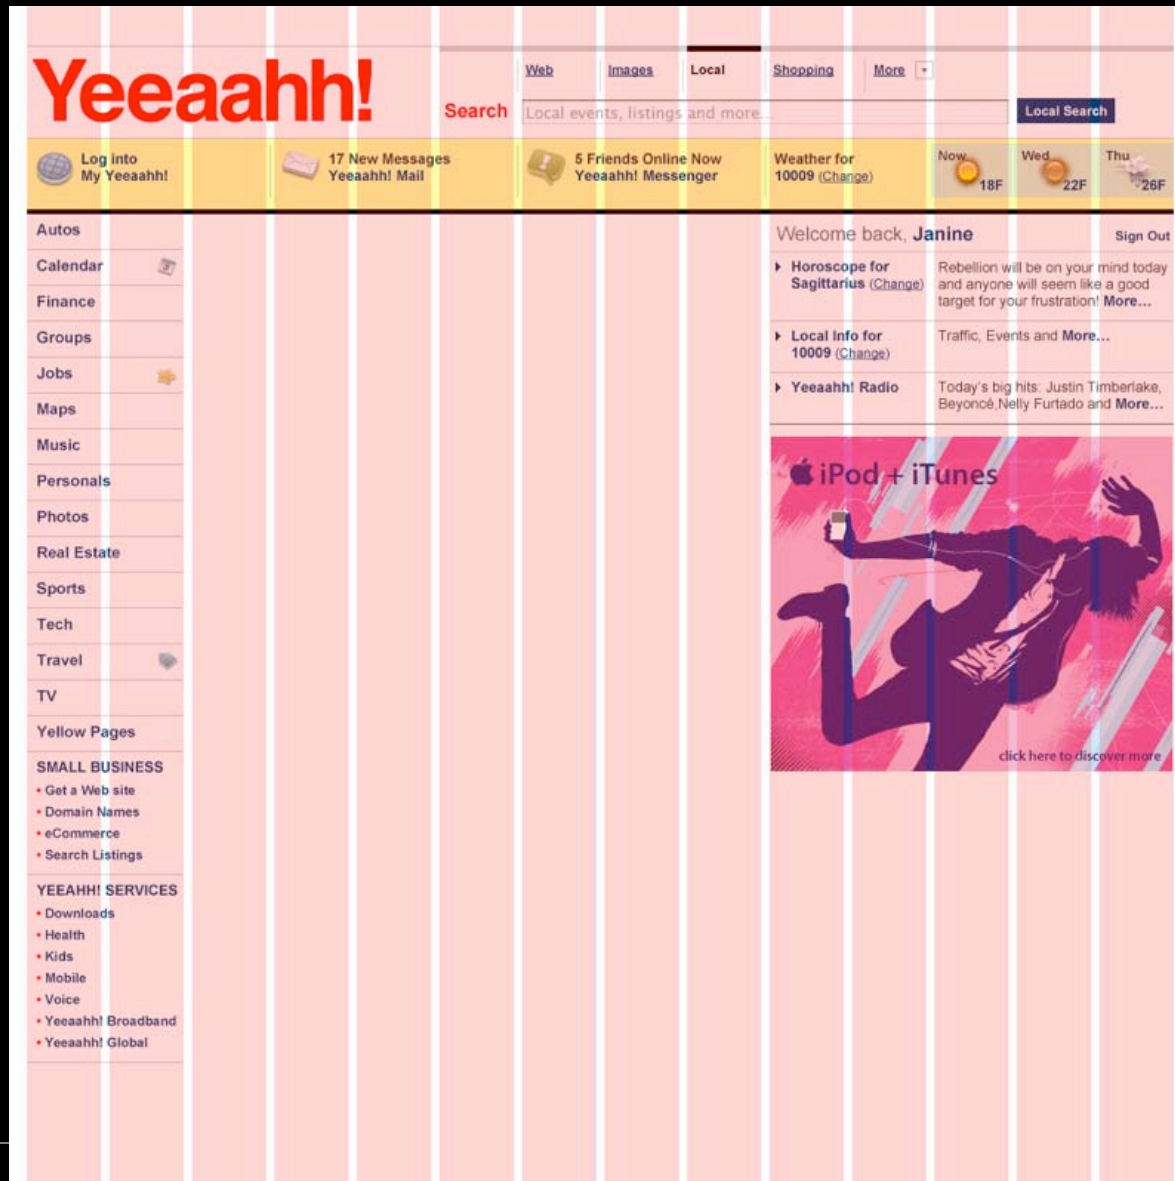 Yeeaahh!
Web
Images
Local
Shopping
More
Search
Local events, listings and more...
Local Search
Log into
My Yeeaahh!
17 New Messages
Yeeaahh! Mail
5 Friends Online Now
Yeeaahh! Messenger
Weather for
10009 (Change)
Now
18F
Wed
22F
Thu
26F
Autos
Calendar
Finance
Groups
Jobs
Maps
Music
Personals
Photos
Real Estate
Sports
Tech
Travel
TV
Yellow Pages
SMALL BUSINESS
• Get a Web site
• Domain Names
• eCommerce
• Search Listings
YEEAHH! SERVICES
• Downloads
• Health
• Kids
• Mobile
• Voice
• Yeeaahh! Broadband
• Yeeaahh! Global
Welcome back, Janine
Sign Out
Horoscope for
Sagittarius (Change)
Rebellion will be on your mind today
and anyone will seem like a good
target for your frustration! More...
Local Info for
10009 (Change)
Traffic, Events and More...
Yeeaahh! Radio
Today's big hits: Justin Timberlake,
Beyoncé,Nelly Furtado and More...
iPod + iTunes
click here to discover more